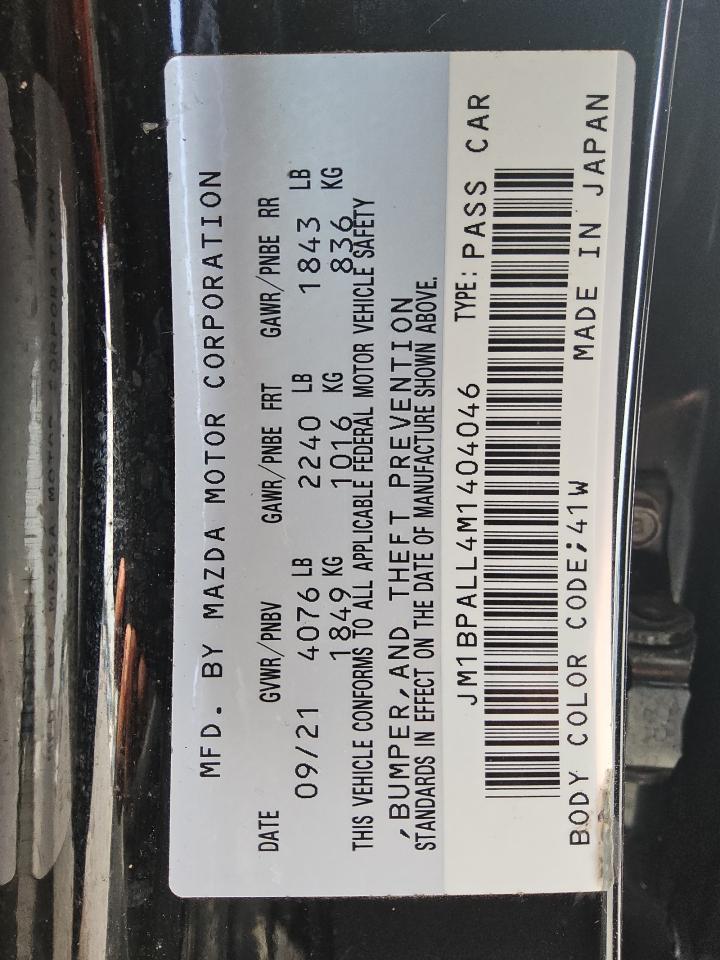 MFD. BY MAZDA MOTOR CORPORATION
DATE GVWR/PNBV GAWR/PNBE FRT GAWR/PNBE RR
09/21 4076 LB 2240 LB 1843 LB
1849 KG 1016 KG 836 KG
THIS VEHICLE CONFORMS TO ALL APPLICABLE FEDERAL MOTOR VEHICLE SAFETY
,BUMPER,AND THEFT PREVENTION
STANDARDS IN EFFECT ON THE DATE OF MANUFACTURE SHOWN ABOVE.
JM1BPALL4M1404046 TYPE: PASS CAR
BODY COLOR CODE;41W MADE IN JAPAN